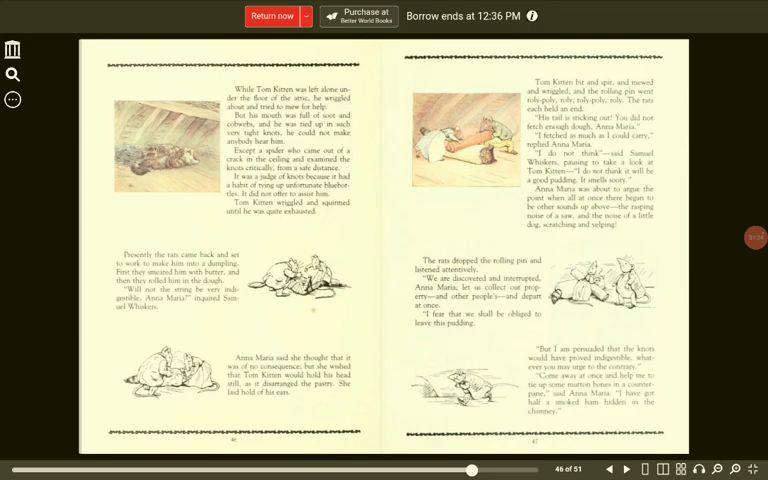 Return now
Purchase at
Better World Books
Borrow ends at 12:36 PM
While Tom Kitten was left alone un-
der the floor of the attic, he wriggled
about and tried to mew for help.
But his mouth was full of soot and
cobwebs, and he was tied up in such
very tight knots, he could not make
anybody hear him.
Except a spider who came out of a
crack in the ceiling and examined the
knots critically, from a safe distance.
It was a judge of knots because it had
a habit of tying up unfortunate bluebot-
tles. It did not offer to assist him.
Tom Kitten wriggled and squirmed
until he was quite exhausted.
Presently the rats came back and set
to work to make him into a dumpling.
First they smeared him with butter, and
then they rolled him in the dough.
"Will not the string be very indi-
gestible, Anna Maria?" inquired Sam-
uel Whiskers.
Anna Maria said she thought that it
was of no consequence; but she wished
that Tom Kitten would hold his head
still, as it disarranged the pastry. She
laid hold of his ears.
46
Tom Kitten bit and spit, and mewed
and wriggled; and the rolling pin went
roly-poly, roly; roly-poly, roly. The rats
each held an end.
"His tail is sticking out! You did not
fetch enough dough, Anna Maria."
"I fetched as much as I could carry,"
replied Anna Maria.
"I do not think"—said Samuel
Whiskers, pausing to take a look at
Tom Kitten—"I do not think it will be
a good pudding. It smells sooty."
Anna Maria was about to argue the
point when all at once there began to
be other sounds up above—the rasping
noise of a saw, and the noise of a little
dog, scratching and yelping!
The rats dropped the rolling pin and
listened attentively.
"We are discovered and interrupted,
Anna Maria; let us collect our prop-
erty—and other people's—and depart
at once.
"I fear that we shall be obliged to
leave this pudding.
"But I am persuaded that the knots
would have proved indigestible, what-
ever you may urge to the contrary."
"Come away at once and help me to
tie up some mutton bones in a counter-
pane," said Anna Maria. "I have got
half a smoked ham hidden in the
chimney."
47
46 of 51